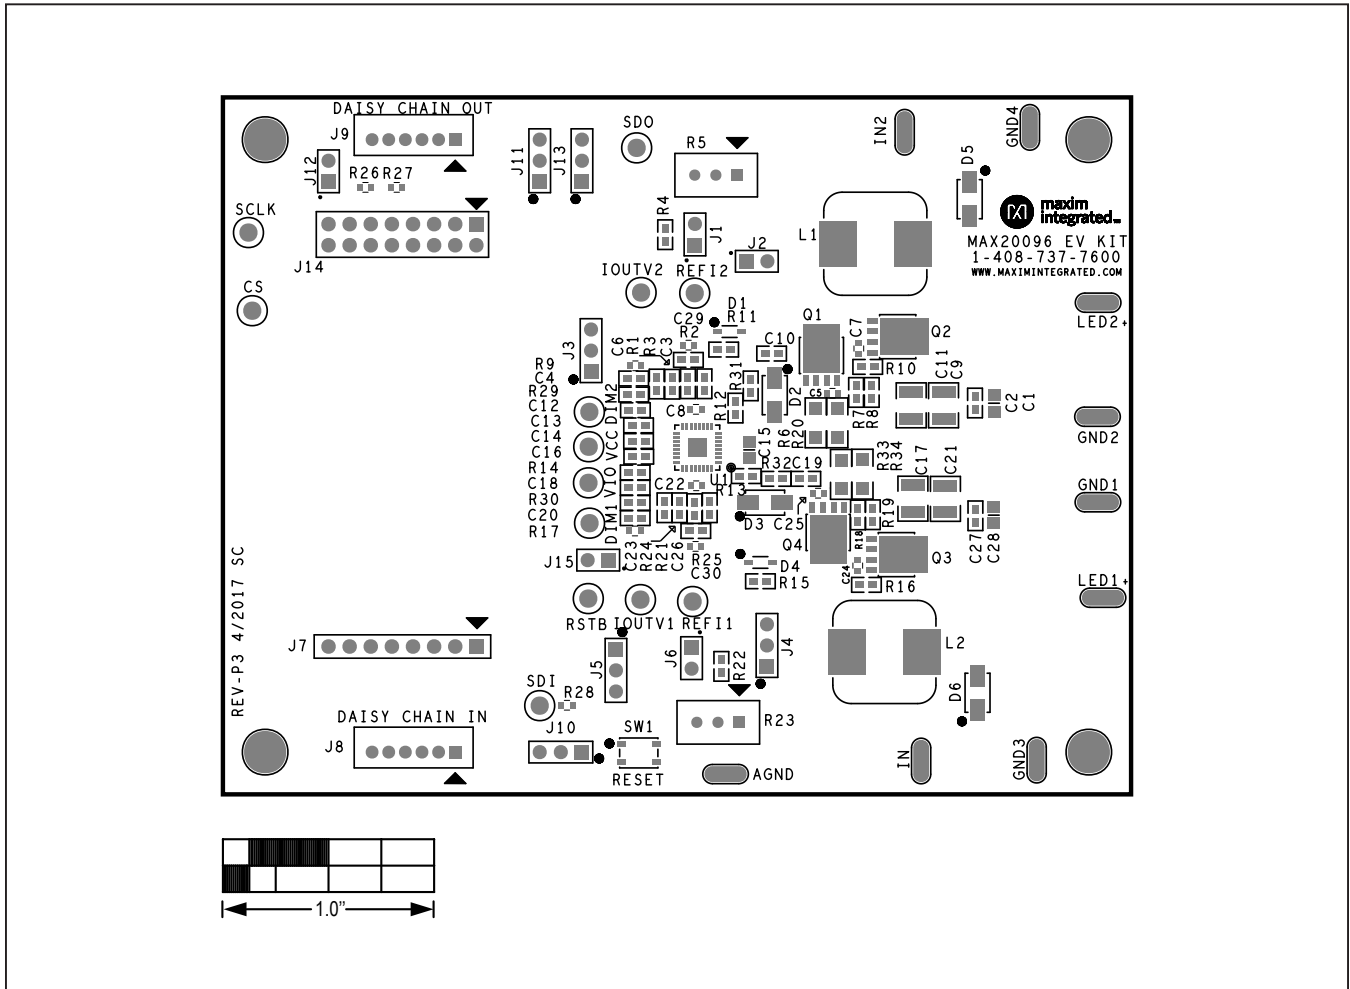 DAISY CHAIN OUT
J9
J12
R26
R27
J11
J13
SDO
R5
IN2
GND4
D5
SCLK
J14
CS
R4
J1
J2
IOUTV2
REFI2
L1
maxim
integrated™
MAX20096 EV KIT
1-408-737-7600
WWW.MAXIMINTEGRATED.COM
LED2+
D1
R11
C29
R2
Q1
C7
Q2
J3
C6
R1
R3
C3
C10
R10
C11
C9
R9
C4
R29
C12
C13
C14
C16
R14
C18
R30
C20
R17
DIM2
VCC
VIO
DIM1
C8
R12
R31
D2
C5
R7
R8
C2
C1
GND2
C15
R6
R20
R33
R34
C17
C21
U1
R13
R32
C19
GND1
C22
D3
C25
R19
R18
C27
C28
Q4
Q3
C24
J15
C23
R24
R21
C26
R25
C30
D4
R15
R16
LED1+
RSTB
IOUTV1
REFI1
REV-P3 4/2017 SC
J7
J5
J6
R22
J4
L2
SDI
R28
D6
DAISY CHAIN IN
J8
J10
SW1
RESET
R23
AGND
IN
GND3
1.0”